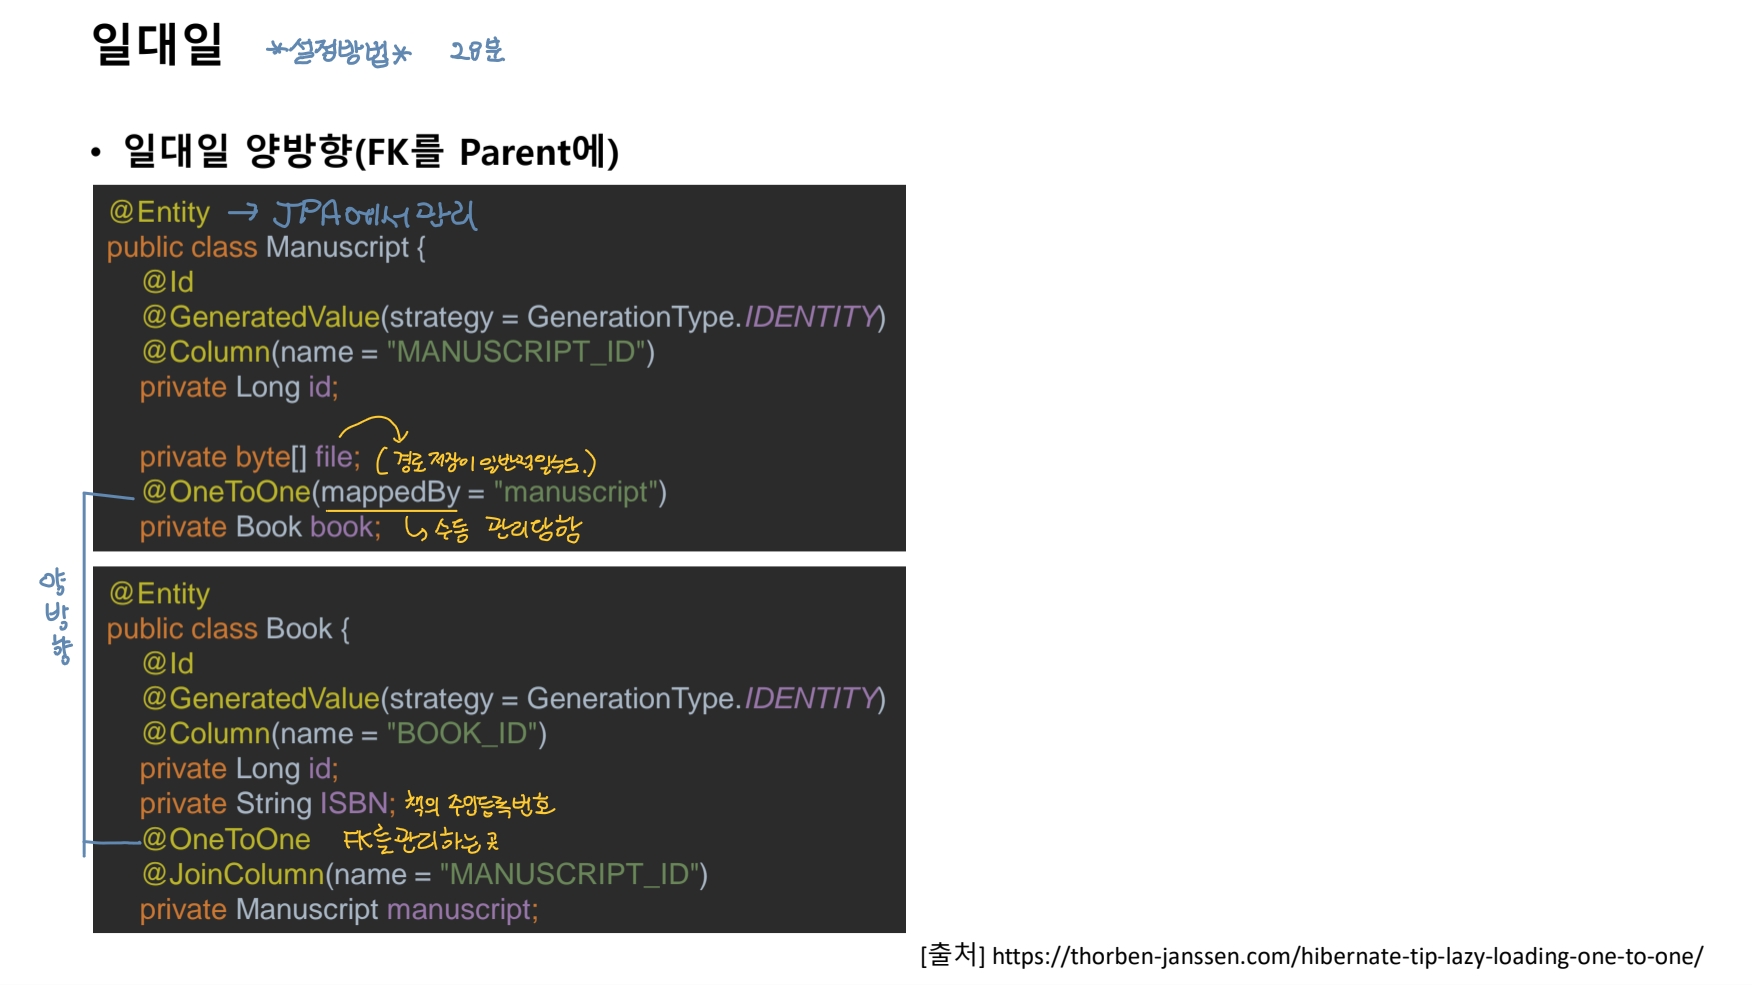 일대일 *설정방법* 28분
• 일대일 양방향(FK를 Parent에)
@Entity → JPA에서 관리
public class Manuscript {
@Id
@GeneratedValue(strategy = GenerationType.IDENTITY)
@Column(name = "MANUSCRIPT_ID")
private Long id;
private byte[] file; (경로 저장이 일반적일수도.)
@OneToOne(mappedBy = "manuscript")
private Book book; ↳ 수동 관리당함
양방향
@Entity
public class Book {
@Id
@GeneratedValue(strategy = GenerationType.IDENTITY)
@Column(name = "BOOK_ID")
private Long id;
private String ISBN; 책의 주민등록번호
@OneToOne FK를 관리하는 곳
@JoinColumn(name = "MANUSCRIPT_ID")
private Manuscript manuscript;
[출처] https://thorben-janssen.com/hibernate-tip-lazy-loading-one-to-one/